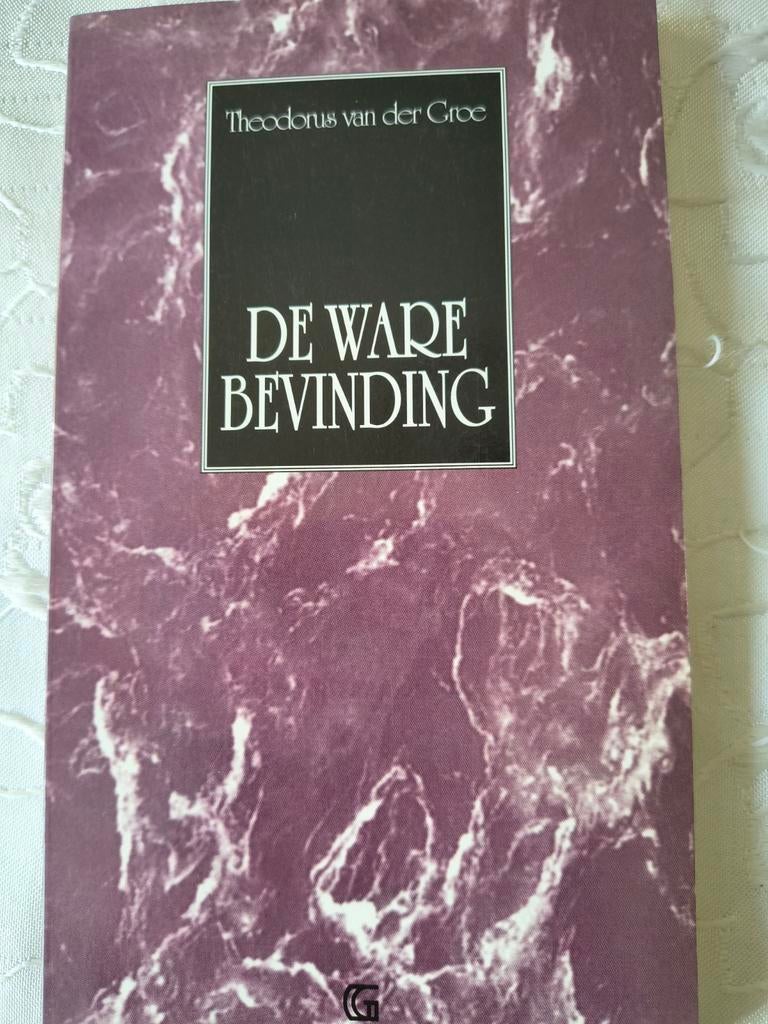 Theodorus van der Groe
DE WARE
BEVINDING
G